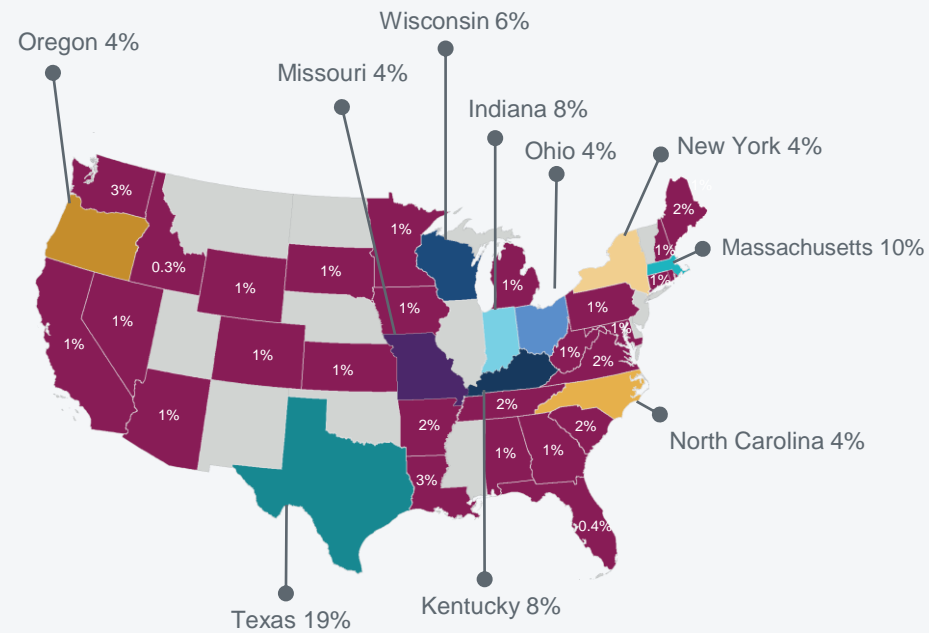 Wisconsin 6%
Oregon 4%
Missouri 4%
Indiana 8%
Ohio 4%
New York 4%
3%
2%
1%
1%
Massachusetts 10%
0.3%
1%
1%
1%
1%
1%
1%
1%
1%
1%
1%
1%
1%
2%
2%
2%
2%
North Carolina 4%
1%
3%
1%
1%
0.4%
Kentucky 8%
Texas 19%